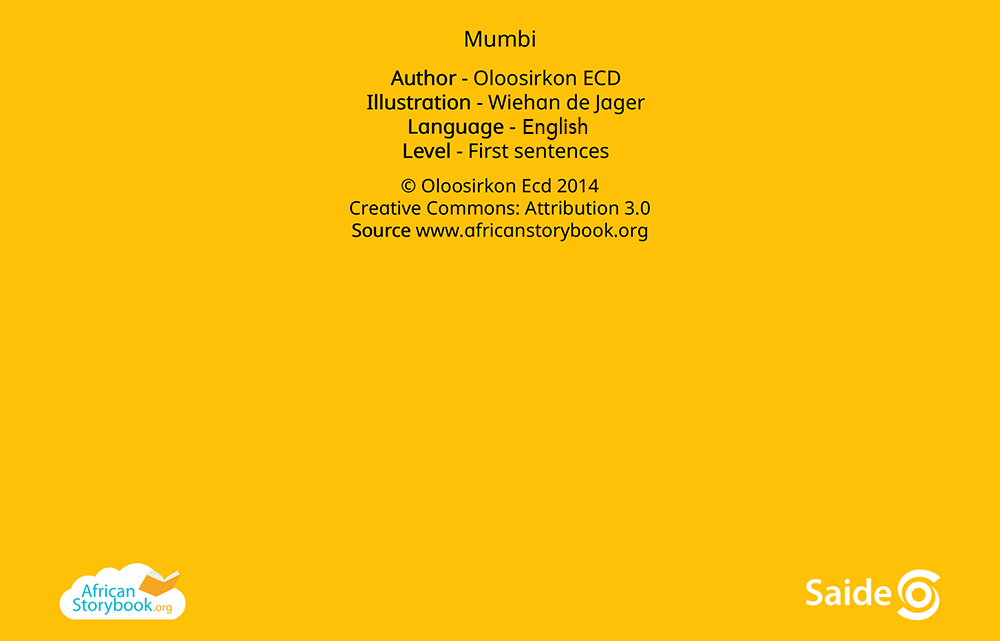 Mumbi
Author - Oloosirkon ECD
Illustration - Wiehan de Jager
Language - English
Level - First sentences
© Oloosirkon Ecd 2014
Creative Commons: Attribution 3.0
Source www.africanstorybook.org
African
Storybook.org
Saide